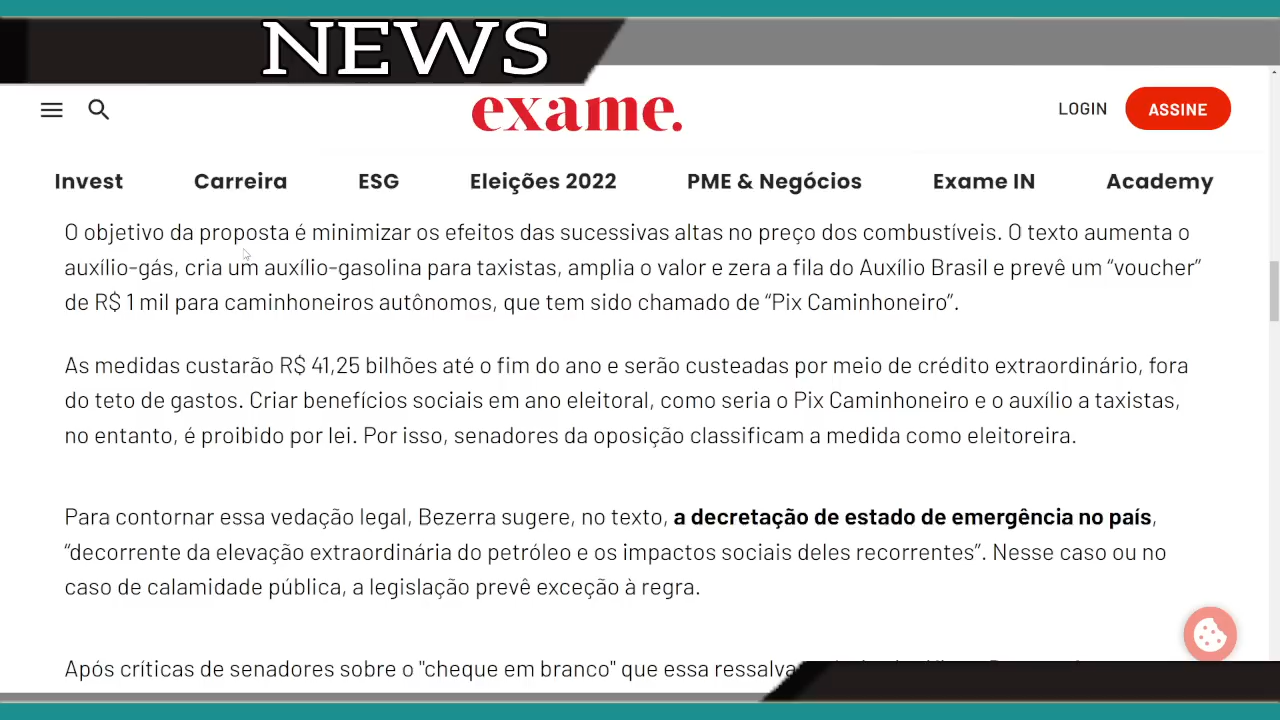 NEWS
exame.
LOGIN
ASSINE
Invest Carreira ESG Eleições 2022 PME & Negócios Exame IN Academy
O objetivo da proposta é minimizar os efeitos das sucessivas altas no preço dos combustíveis. O texto aumenta o
auxílio-gás, cria um auxílio-gasolina para taxistas, amplia o valor e zera a fila do Auxílio Brasil e prevê um “voucher”
de R$ 1 mil para caminhoneiros autônomos, que tem sido chamado de “Pix Caminhoneiro”.
As medidas custarão R$ 41,25 bilhões até o fim do ano e serão custeadas por meio de crédito extraordinário, fora
do teto de gastos. Criar benefícios sociais em ano eleitoral, como seria o Pix Caminhoneiro e o auxílio a taxistas,
no entanto, é proibido por lei. Por isso, senadores da oposição classificam a medida como eleitoreira.
Para contornar essa vedação legal, Bezerra sugere, no texto, a decretação de estado de emergência no país,
“decorrente da elevação extraordinária do petróleo e os impactos sociais deles recorrentes”. Nesse caso ou no
caso de calamidade pública, a legislação prevê exceção à regra.
Após críticas de senadores sobre o "cheque em branco" que essa ressalva